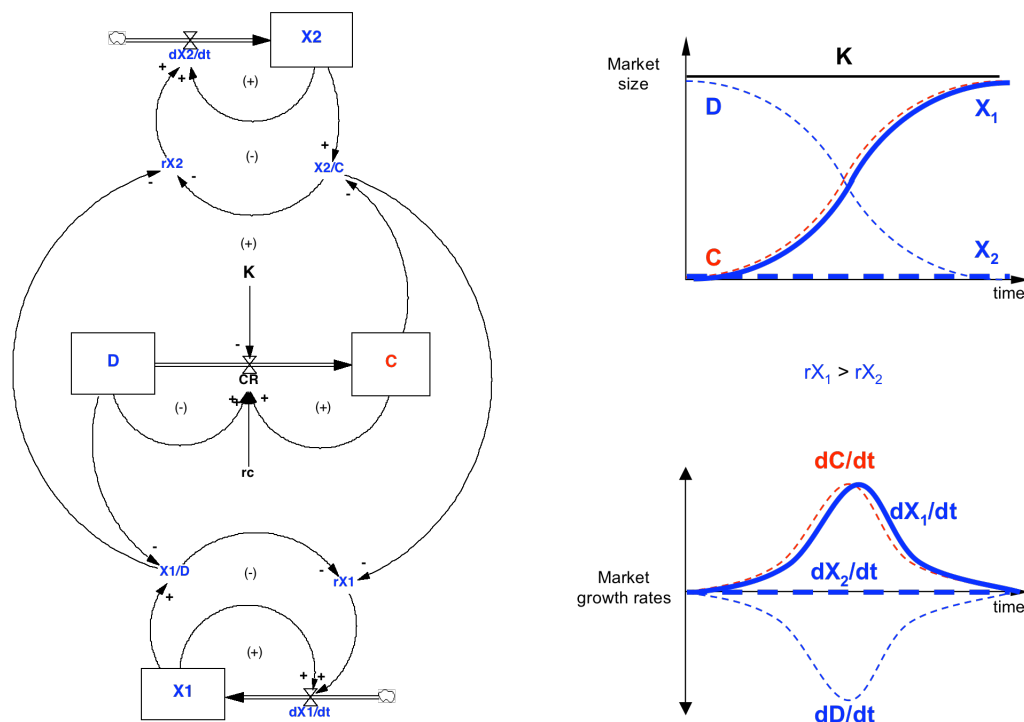 X2
dX2/dt
+
+
(+)
(-)
+
rX2
X2/C
-
-
-
(+)
K
-
D
C
CR
+
+
+
(-)
(+)
rc
-
-
-
X1/D
(-)
rX1
+
(+)
+
+
X1
dX1/dt
Market
size
K
D
X1
C
X2
time
rX1 > rX2
dC/dt
dX1/dt
Market
growth rates
dX2/dt
time
dD/dt